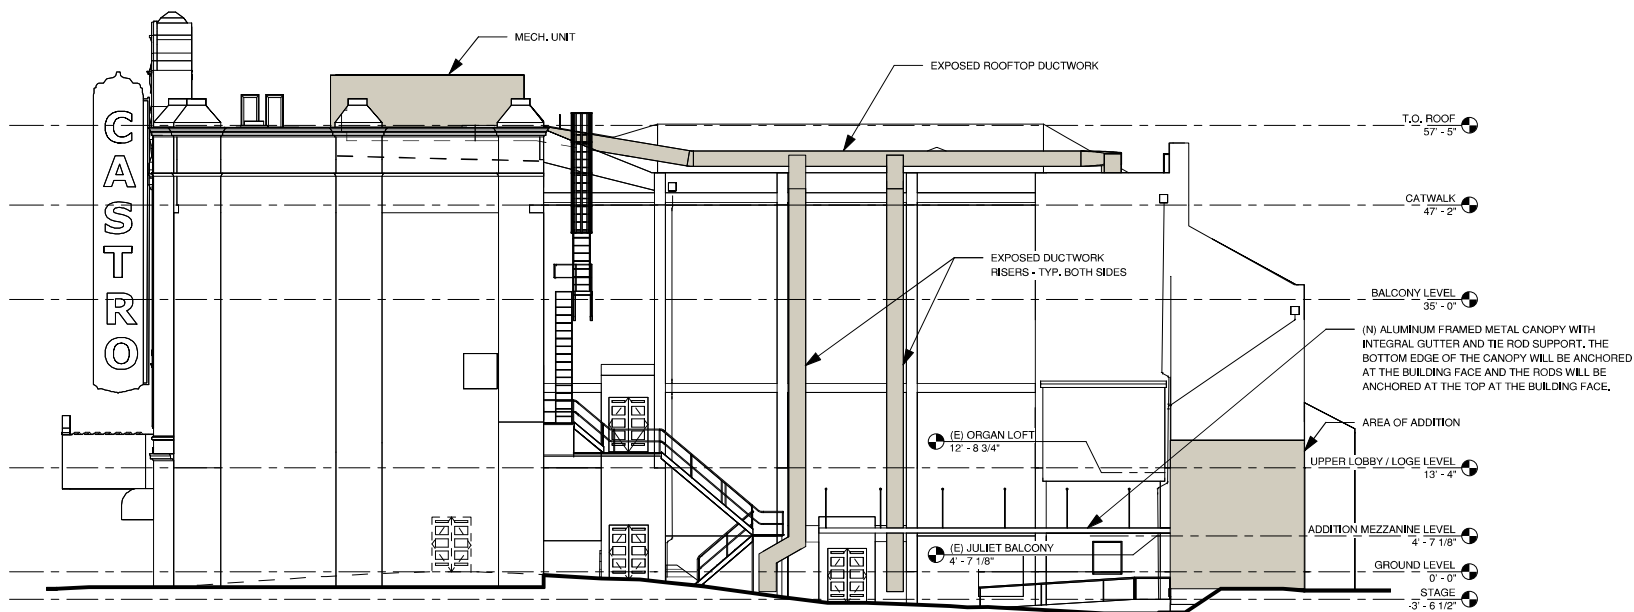 MECH. UNIT
EXPOSED ROOFTOP DUCTWORK
CASTRO
T.O. ROOF
57' - 5"
CATWALK
47' - 2"
EXPOSED DUCTWORK
RISERS - TYP. BOTH SIDES
BALCONY LEVEL
35' - 0"
(N) ALUMINUM FRAMED METAL CANOPY WITH
INTEGRAL GUTTER AND TIE ROD SUPPORT. THE
BOTTOM EDGE OF THE CANOPY WILL BE ANCHORED
AT THE BUILDING FACE AND THE RODS WILL BE
ANCHORED AT THE TOP AT THE BUILDING FACE.
AREA OF ADDITION
(E) ORGAN LOFT
12' - 8 3/4"
UPPER LOBBY / LOGE LEVEL
13' - 4"
ADDITION MEZZANINE LEVEL
4' - 7 1/8"
(E) JULIET BALCONY
4' - 7 1/8"
GROUND LEVEL
0' - 0"
STAGE
-3' - 6 1/2"